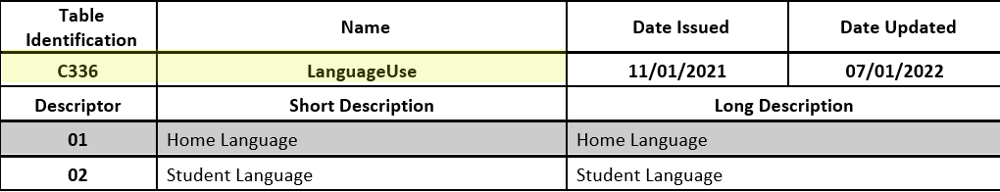 Table Identification Name Date Issued Date Updated
C336 LanguageUse 11/01/2021 07/01/2022
Descriptor Short Description Long Description
01 Home Language Home Language
02 Student Language Student Language